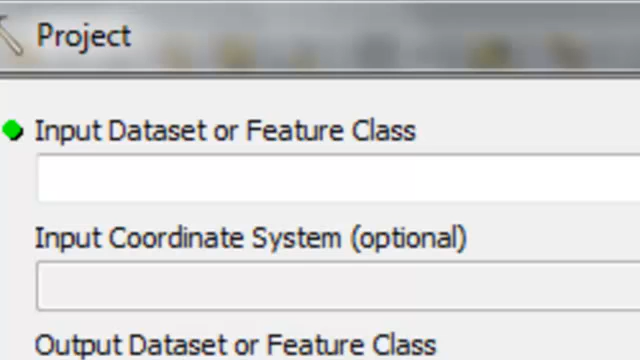 Project
Input Dataset or Feature Class
Input Coordinate System (optional)
Output Dataset or Feature Class